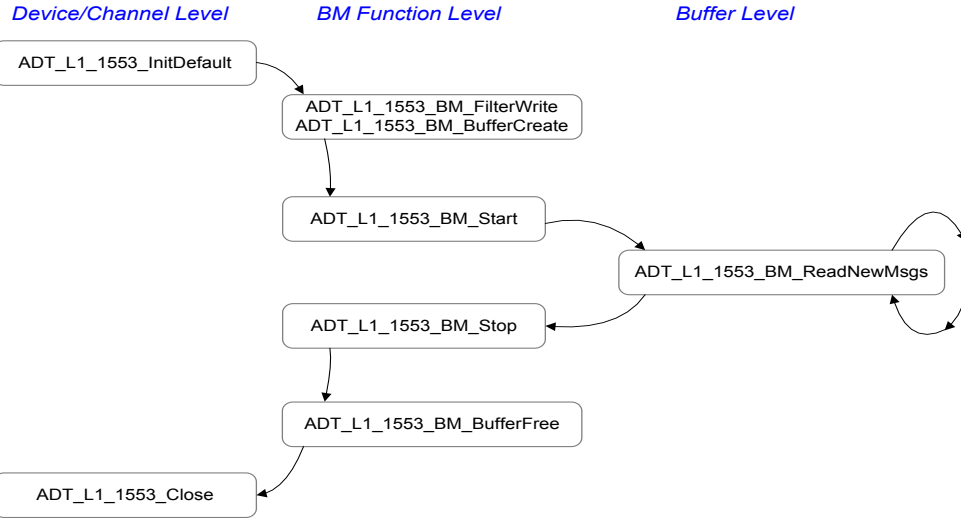 Device/Channel Level
BM Function Level
Buffer Level
ADT_L1_1553_InitDefault
ADT_L1_1553_BM_FilterWrite
ADT_L1_1553_BM_BufferCreate
ADT_L1_1553_BM_Start
ADT_L1_1553_BM_ReadNewMsgs
ADT_L1_1553_BM_Stop
ADT_L1_1553_BM_BufferFree
ADT_L1_1553_Close